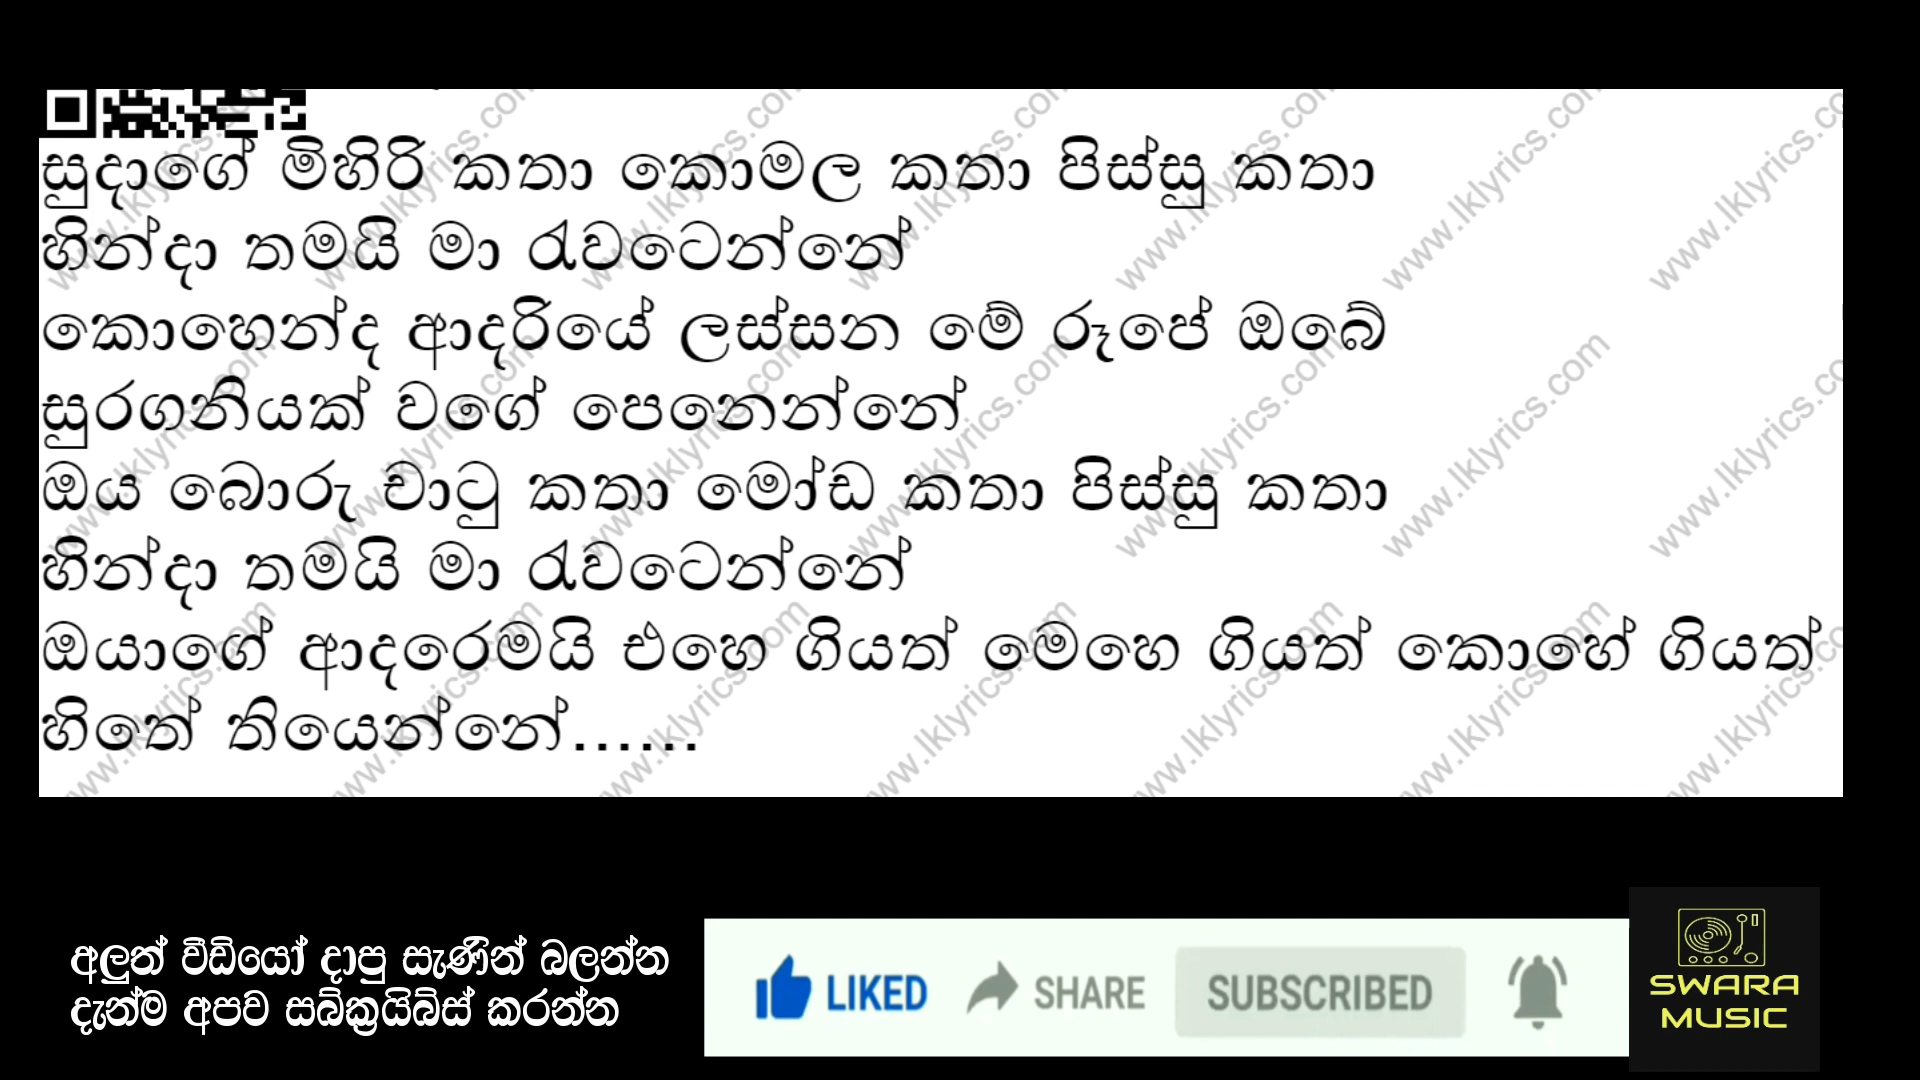 සුදාගේ මිහිරි කතා කොමල කතා පිස්සු කතා
හින්දා තමයි මා රැවටෙන්නේ
කොහෙන්ද ආදරියේ ලස්සන මේ රූපේ ඔබේ
සුරගනියක් වගේ පෙනෙන්නේ
ඔය බොරු චාටු කතා මෝඩ කතා පිස්සු කතා
හින්දා තමයි මා රැවටෙන්නේ
ඔයාගේ ආදරෙමයි එහෙ ගියත් මෙහෙ ගියත් කොහේ ගියත්
හිතේ තියෙන්නේ......
www.lklyrics.com
අලුත් වීඩියෝ දාපු සැණින් බලන්න
දැන්ම අපව සබ්ක්‍රයිබ්ස් කරන්න
LIKED SHARE SUBSCRIBED
SWARA
MUSIC